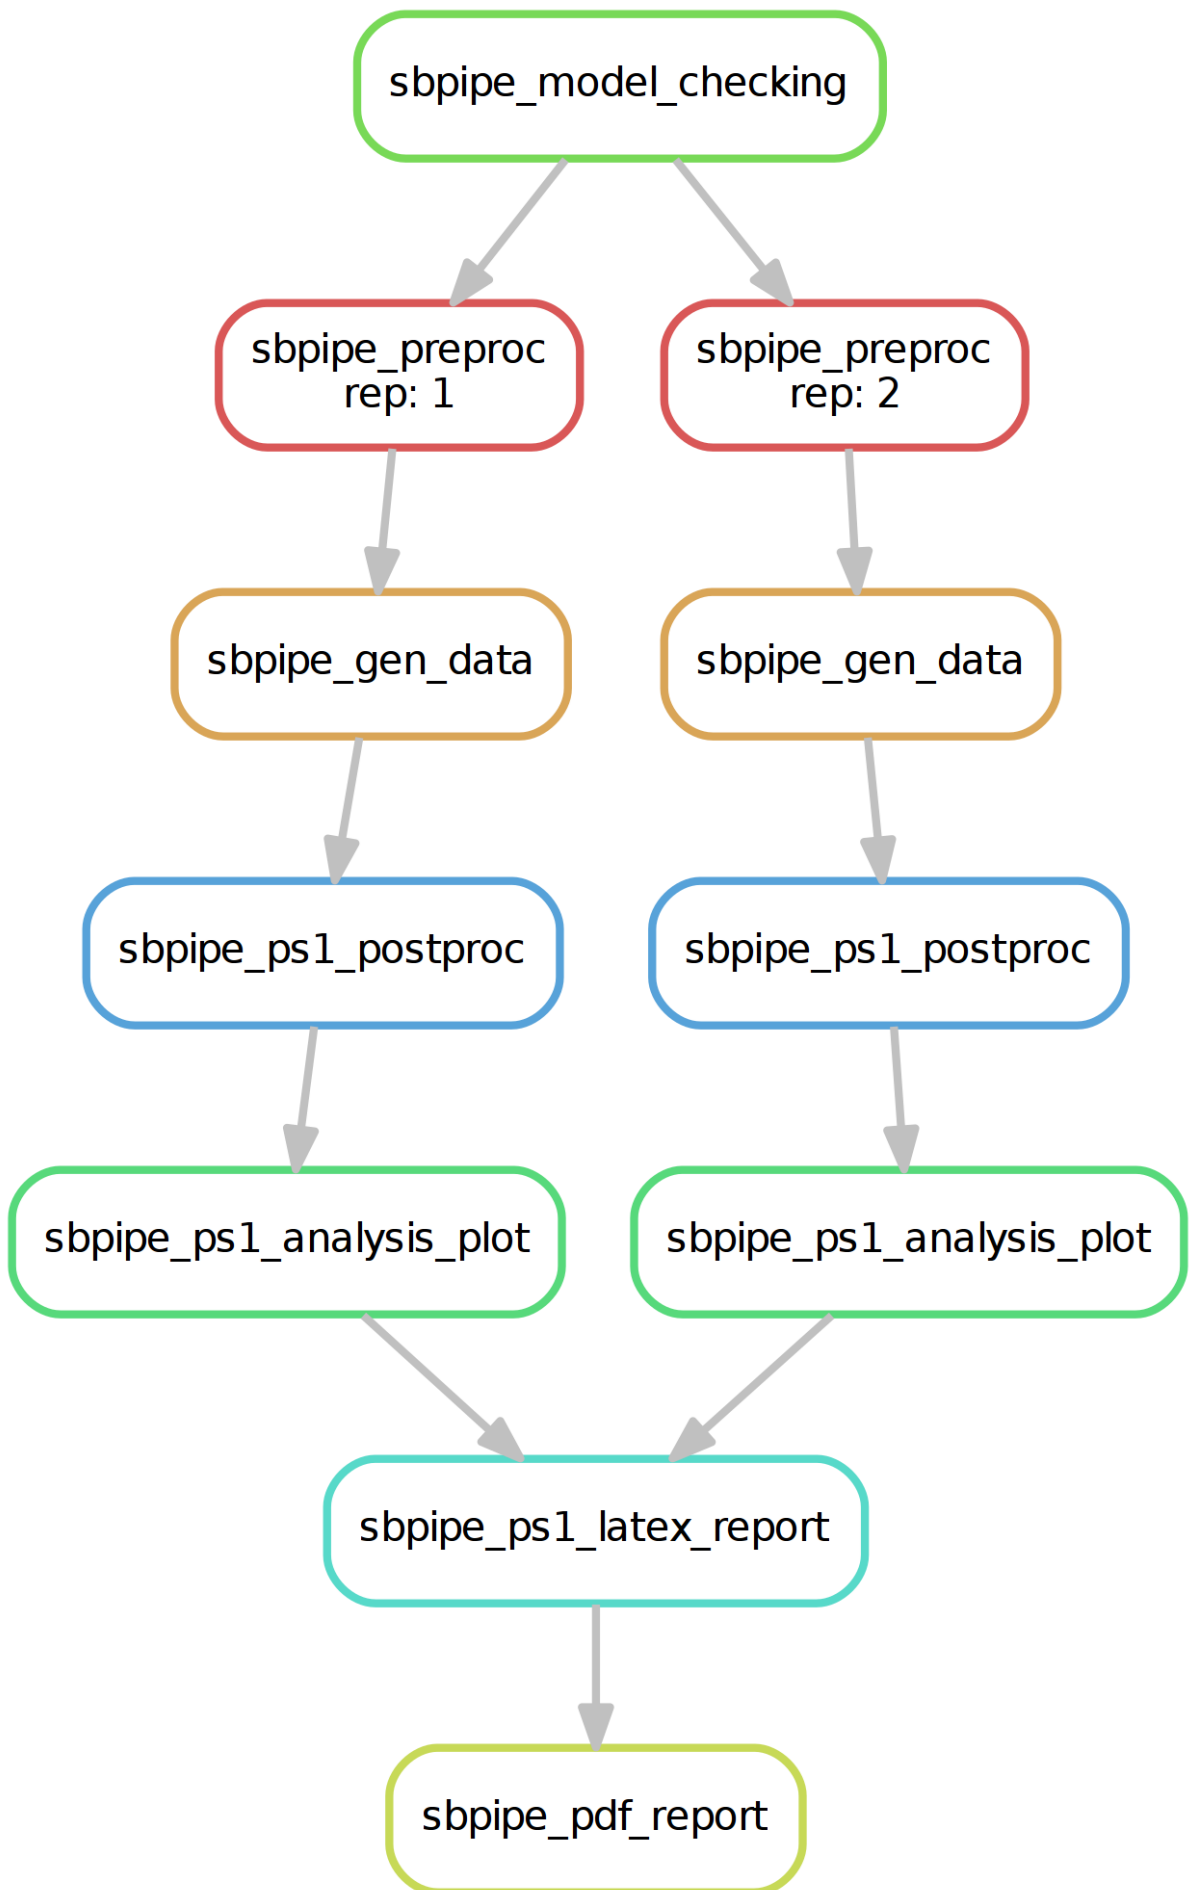 sbpipe_model_checking
sbpipe_preproc
rep: 1
sbpipe_preproc
rep: 2
sbpipe_gen_data
sbpipe_gen_data
sbpipe_ps1_postproc
sbpipe_ps1_postproc
sbpipe_ps1_analysis_plot
sbpipe_ps1_analysis_plot
sbpipe_ps1_latex_report
sbpipe_pdf_report